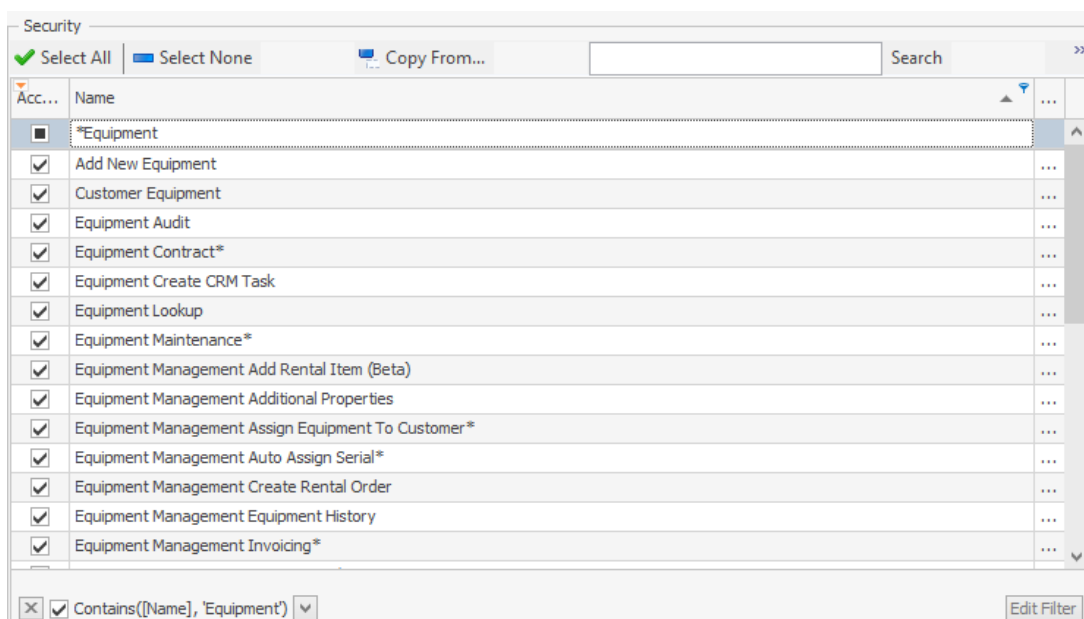 Security
Select All Select None Copy From... Search »
Acc... Name ...
*Equipment
Add New Equipment ...
Customer Equipment ...
Equipment Audit ...
Equipment Contract* ...
Equipment Create CRM Task ...
Equipment Lookup ...
Equipment Maintenance* ...
Equipment Management Add Rental Item (Beta) ...
Equipment Management Additional Properties ...
Equipment Management Assign Equipment To Customer* ...
Equipment Management Auto Assign Serial* ...
Equipment Management Create Rental Order ...
Equipment Management Equipment History ...
Equipment Management Invoicing* ...
Contains([Name], 'Equipment') Edit Filter